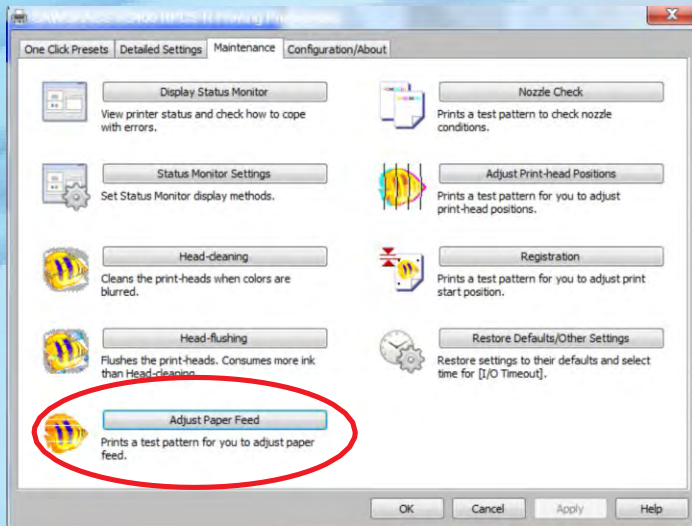 One Click Presets
Detailed Settings
Maintenance
Configuration/About
Display Status Monitor
View printer status and check how to cope
with errors.
Status Monitor Settings
Set Status Monitor display methods.
Head-cleaning
Cleans the print-heads when colors are
blurred.
Head-flushing
Flushes the print-heads. Consumes more ink
than Head-cleaning.
Adjust Paper Feed
Prints a test pattern for you to adjust paper
feed.
Nozzle Check
Prints a test pattern to check nozzle
conditions.
Adjust Print-head Positions
Prints a test pattern for you to adjust
print-head positions.
Registration
Prints a test pattern for you to adjust print
start position.
Restore Defaults/Other Settings
Restore settings to their defaults and select
time for [I/O Timeout].
OK
Cancel
Apply
Help